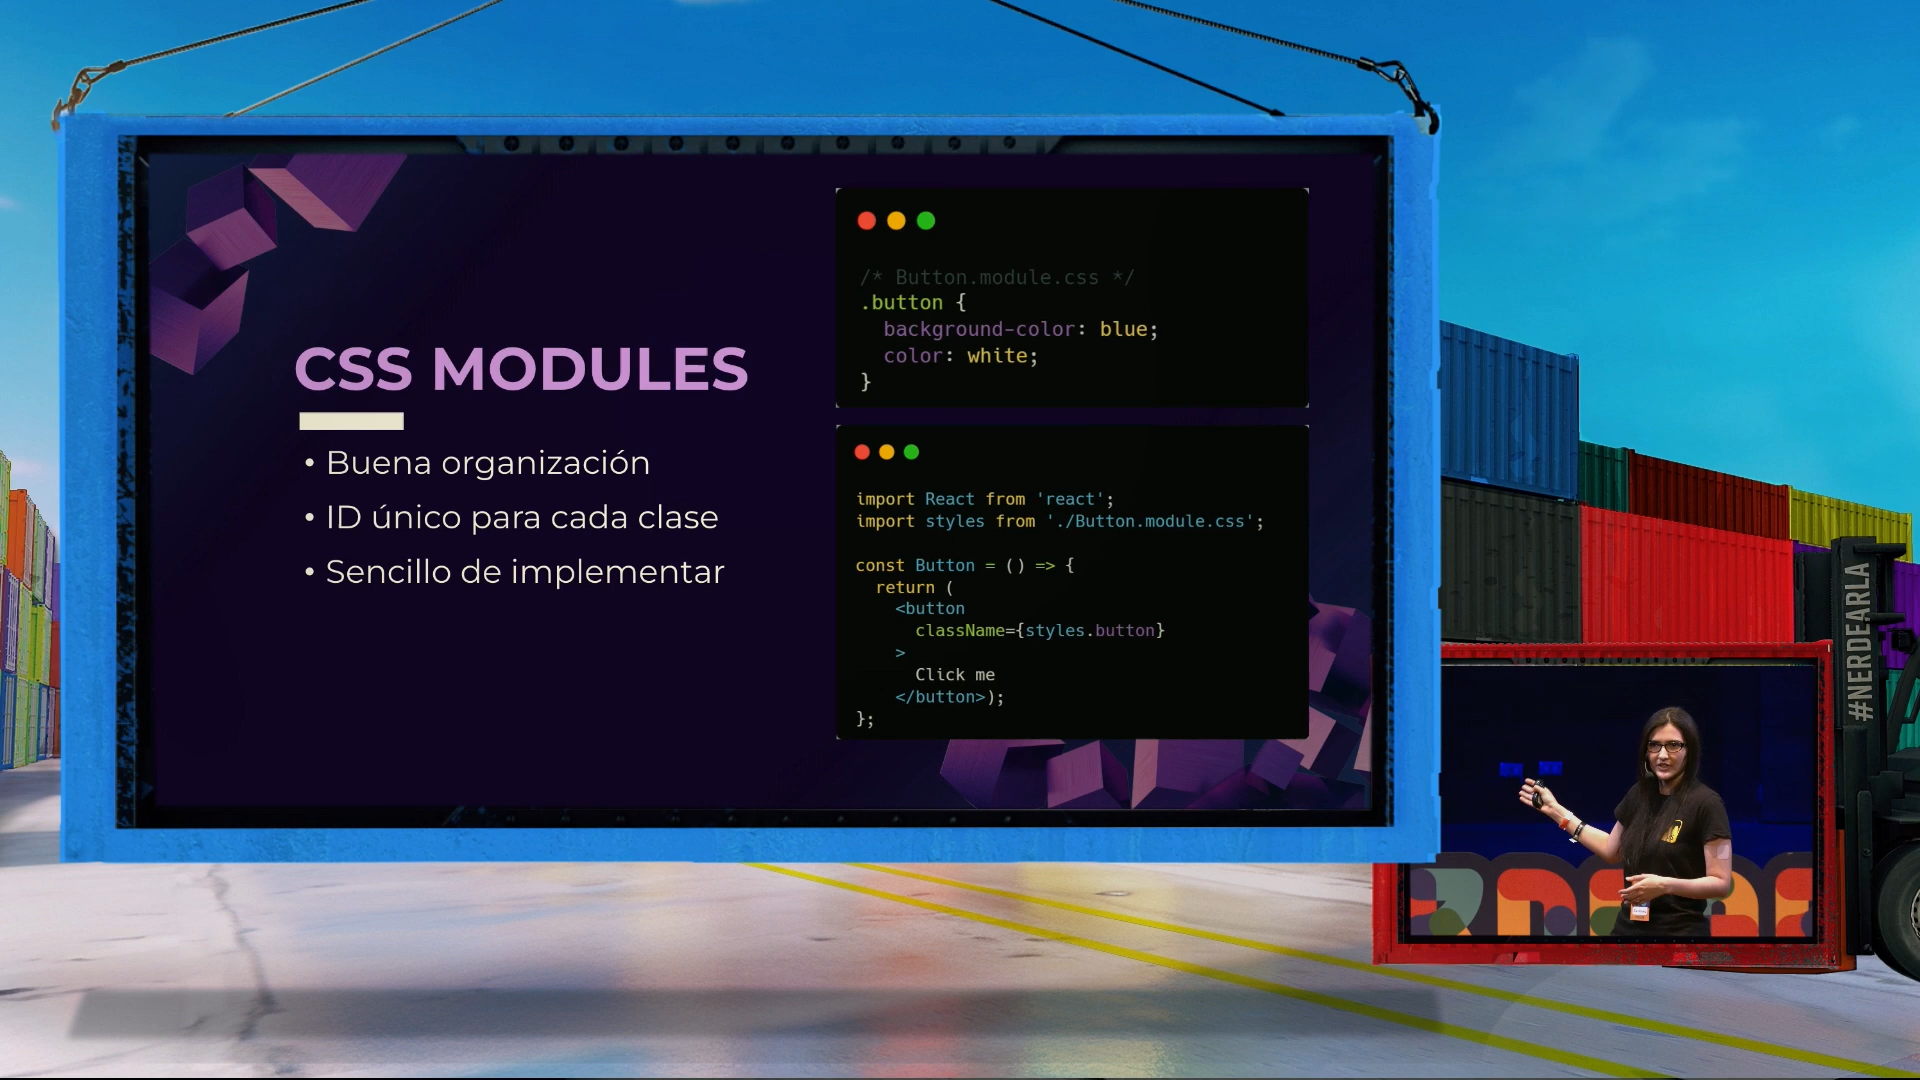 CSS MODULES
• Buena organización
• ID único para cada clase
• Sencillo de implementar
/* Button.module.css */
.button {
  background-color: blue;
  color: white;
}
import React from 'react';
import styles from './Button.module.css';
const Button = () => {
  return (
    <button
      className={styles.button}
    >
      Click me
    </button>);
};
#NERDEARLA